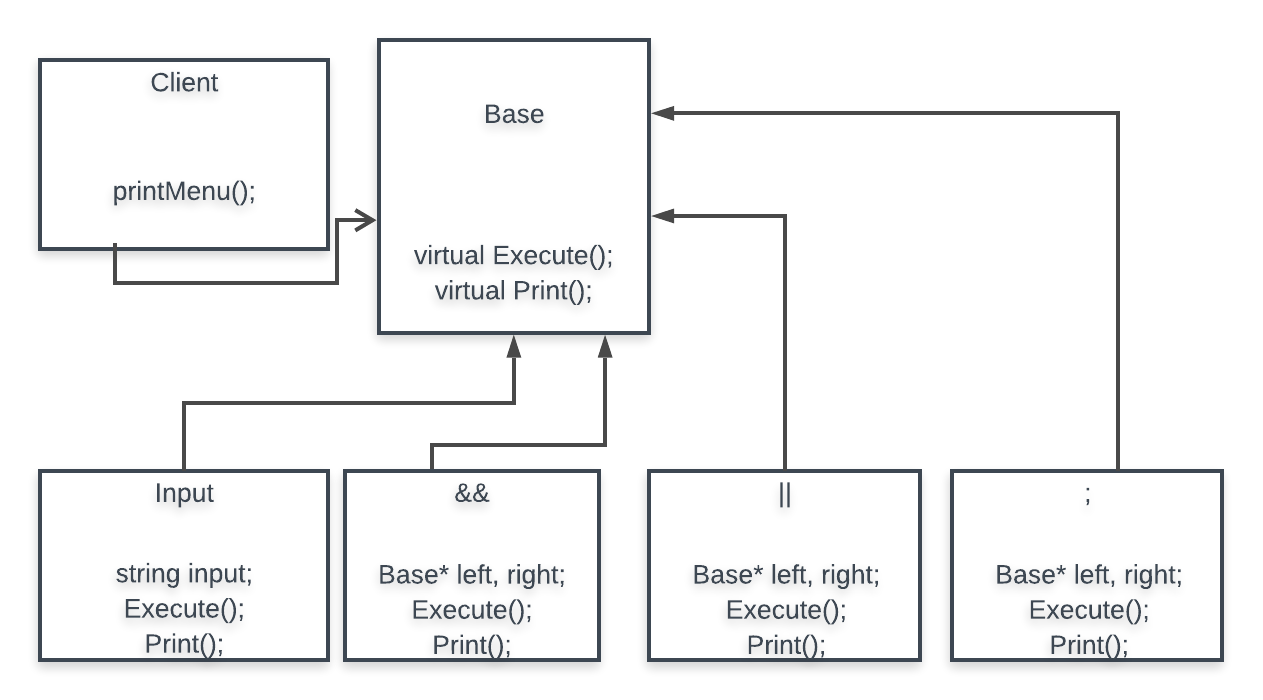 Client
printMenu();
Base
virtual Execute();
virtual Print();
Input
string input;
Execute();
Print();
&&
Base* left, right;
Execute();
Print();
||
Base* left, right;
Execute();
Print();
;
Base* left, right;
Execute();
Print();